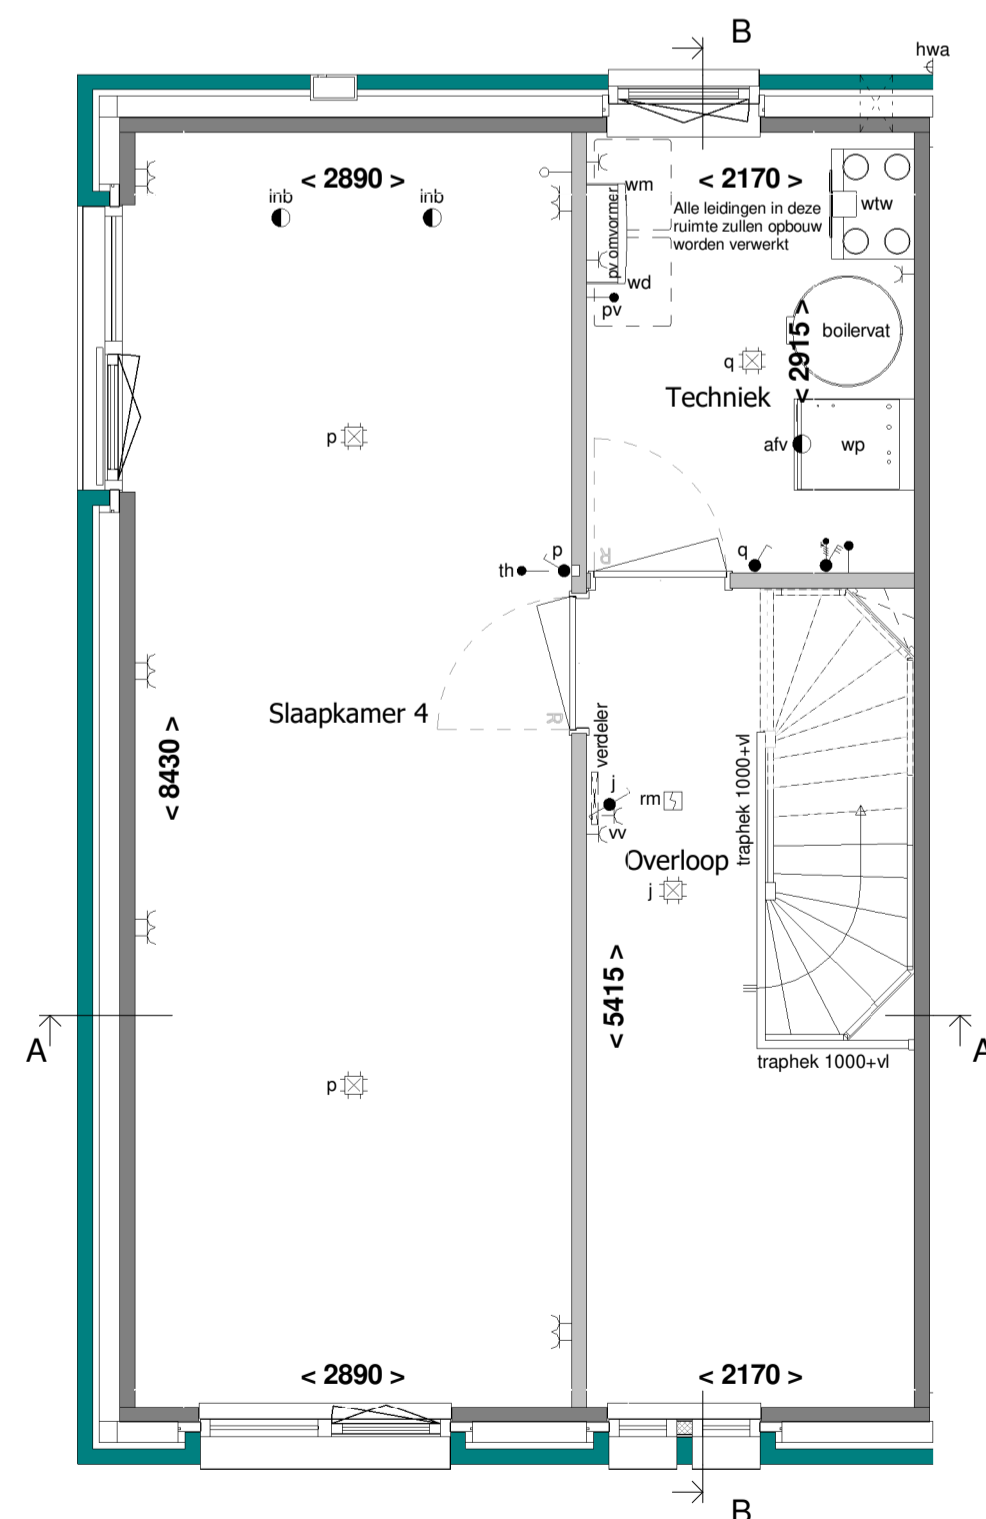 B
hwa
< 2890 >
< 2170 >
inb
inb
wm
wtw
Alle leidingen in deze
ruimte zullen opbouw
worden verwerkt
pv omvormer
wd
pv
boilervat
< 2915 >
q
Techniek
p
afv
wp
p
q
R
th
Slaapkamer 4
R
verdeler
< 8430 >
j
rm
traphek 1000+vl
vv
Overloop
j
< 5415 >
A
A
traphek 1000+vl
p
< 2890 >
< 2170 >
B